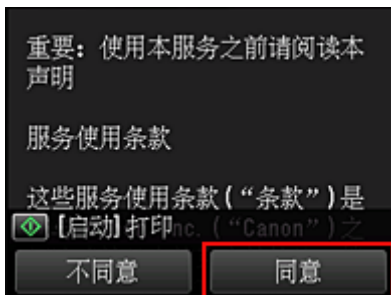 重要：使用本服务之前请阅读本
声明
服务使用条款
这些服务使用条款(“条款”)是
[启动]打印nc. (“Canon”)之
不同意
同意